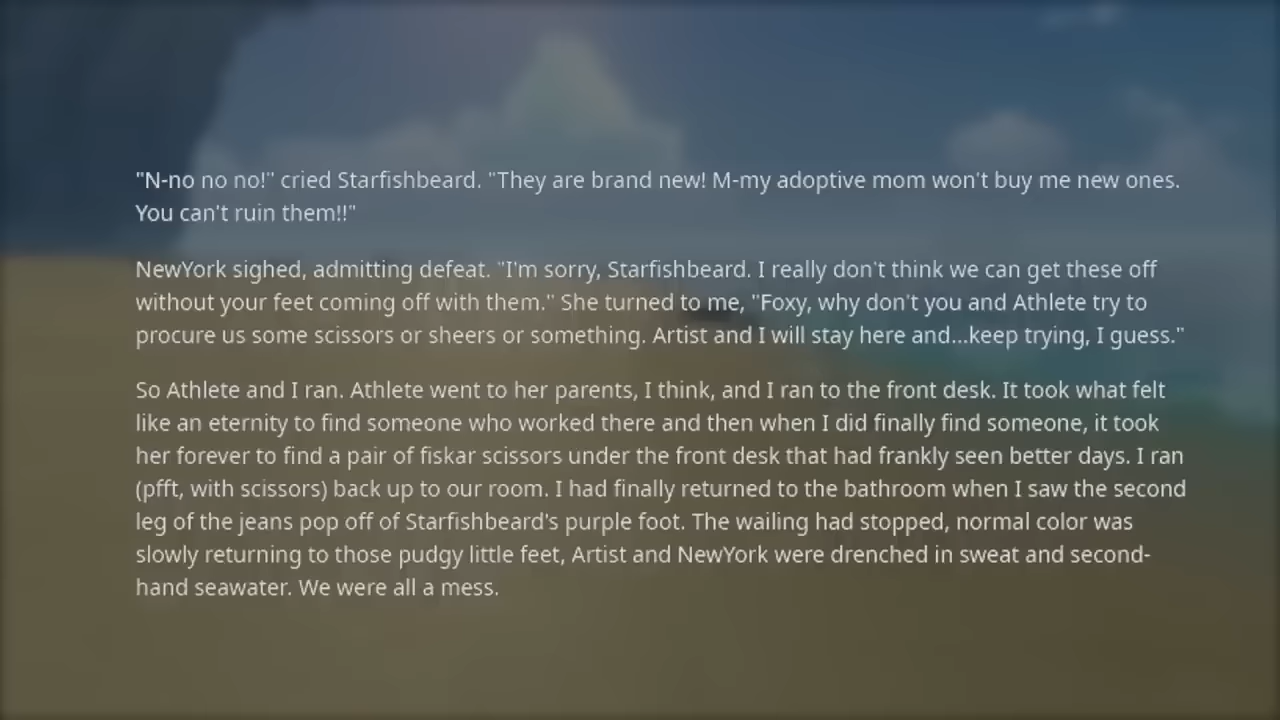 "N-no no no!" cried Starfishbeard. "They are brand new! M-my adoptive mom won't buy me new ones.
You can't ruin them!!"
NewYork sighed, admitting defeat. "I'm sorry, Starfishbeard. I really don't think we can get these off
without your feet coming off with them." She turned to me, "Foxy, why don't you and Athlete try to
procure us some scissors or sheers or something. Artist and I will stay here and...keep trying, I guess."
So Athlete and I ran. Athlete went to her parents, I think, and I ran to the front desk. It took what felt
like an eternity to find someone who worked there and then when I did finally find someone, it took
her forever to find a pair of fiskar scissors under the front desk that had frankly seen better days. I ran
(pfft, with scissors) back up to our room. I had finally returned to the bathroom when I saw the second
leg of the jeans pop off of Starfishbeard's purple foot. The wailing had stopped, normal color was
slowly returning to those pudgy little feet, Artist and NewYork were drenched in sweat and second-
hand seawater. We were all a mess.